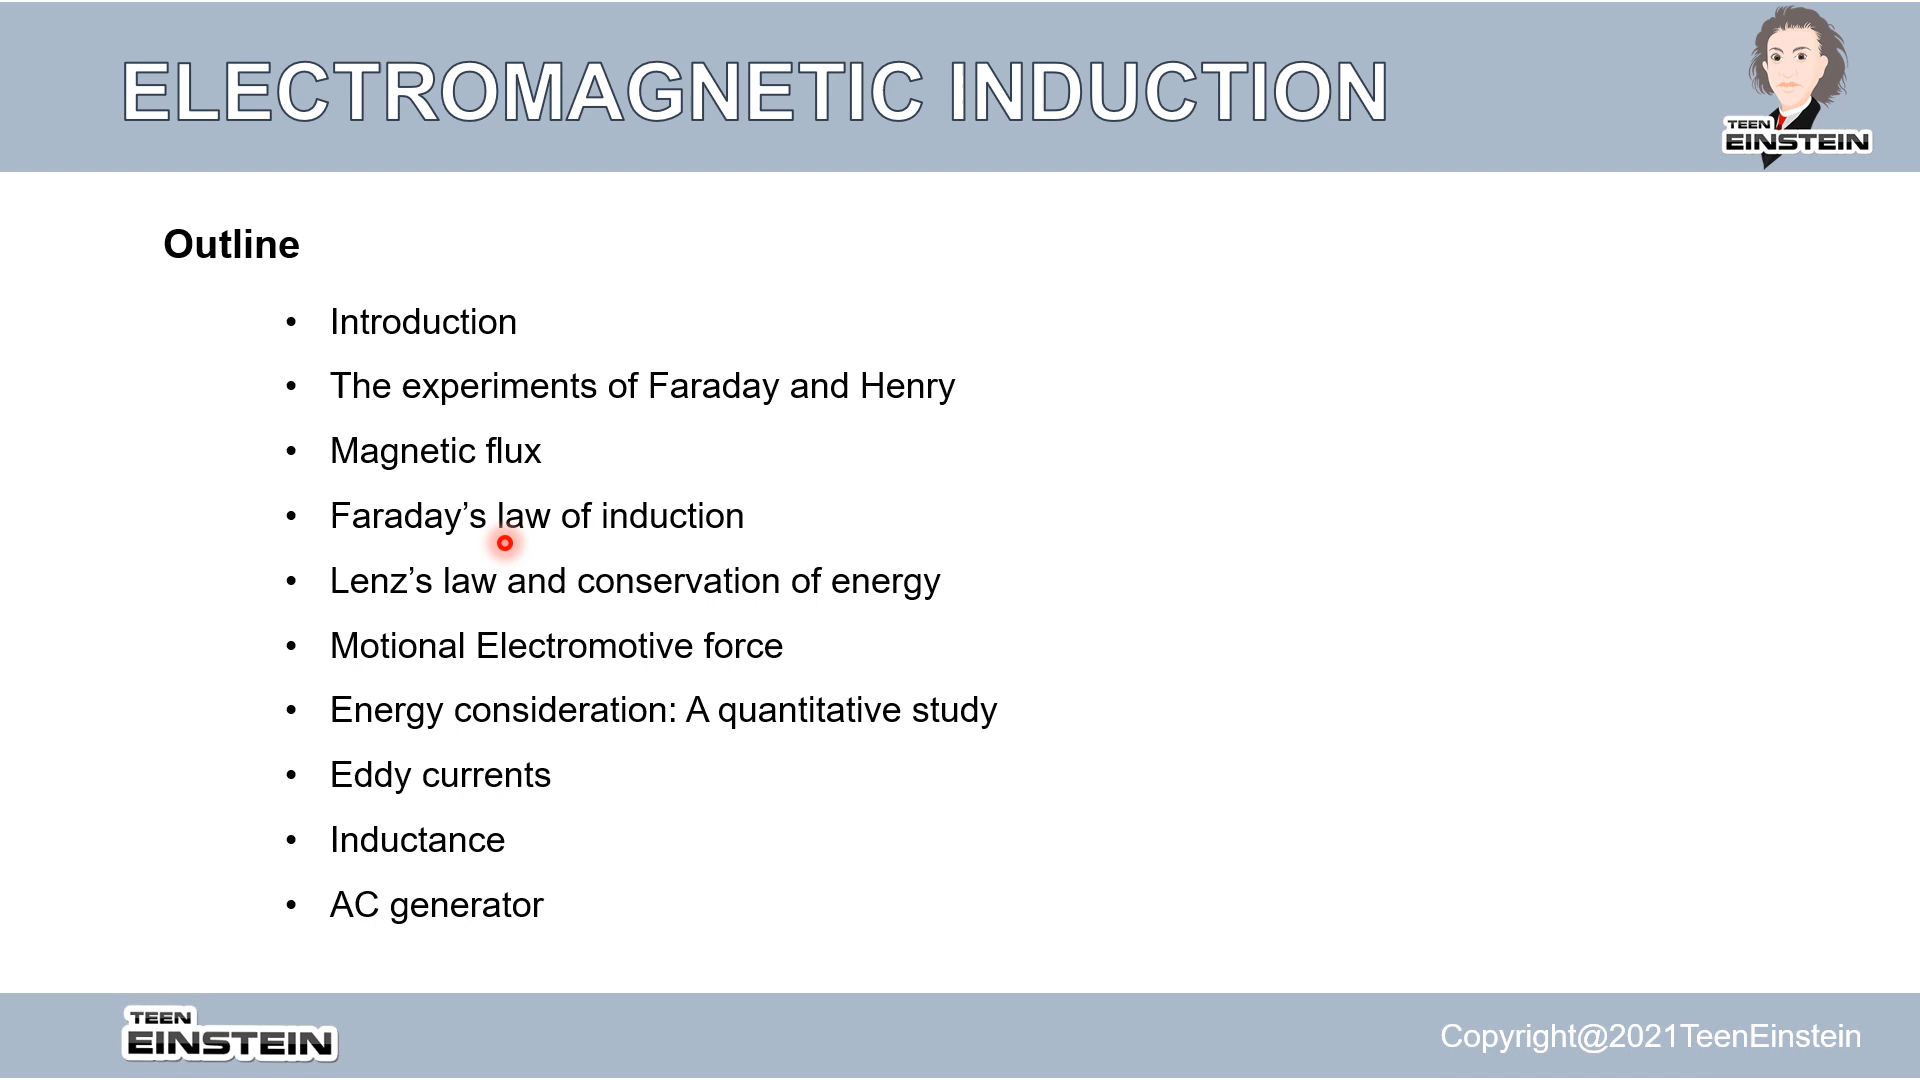 ELECTROMAGNETIC INDUCTION
TEEN
EINSTEIN
Outline
• Introduction
• The experiments of Faraday and Henry
• Magnetic flux
• Faraday’s law of induction
• Lenz’s law and conservation of energy
• Motional Electromotive force
• Energy consideration: A quantitative study
• Eddy currents
• Inductance
• AC generator
TEEN
EINSTEIN
Copyright@2021TeenEinstein